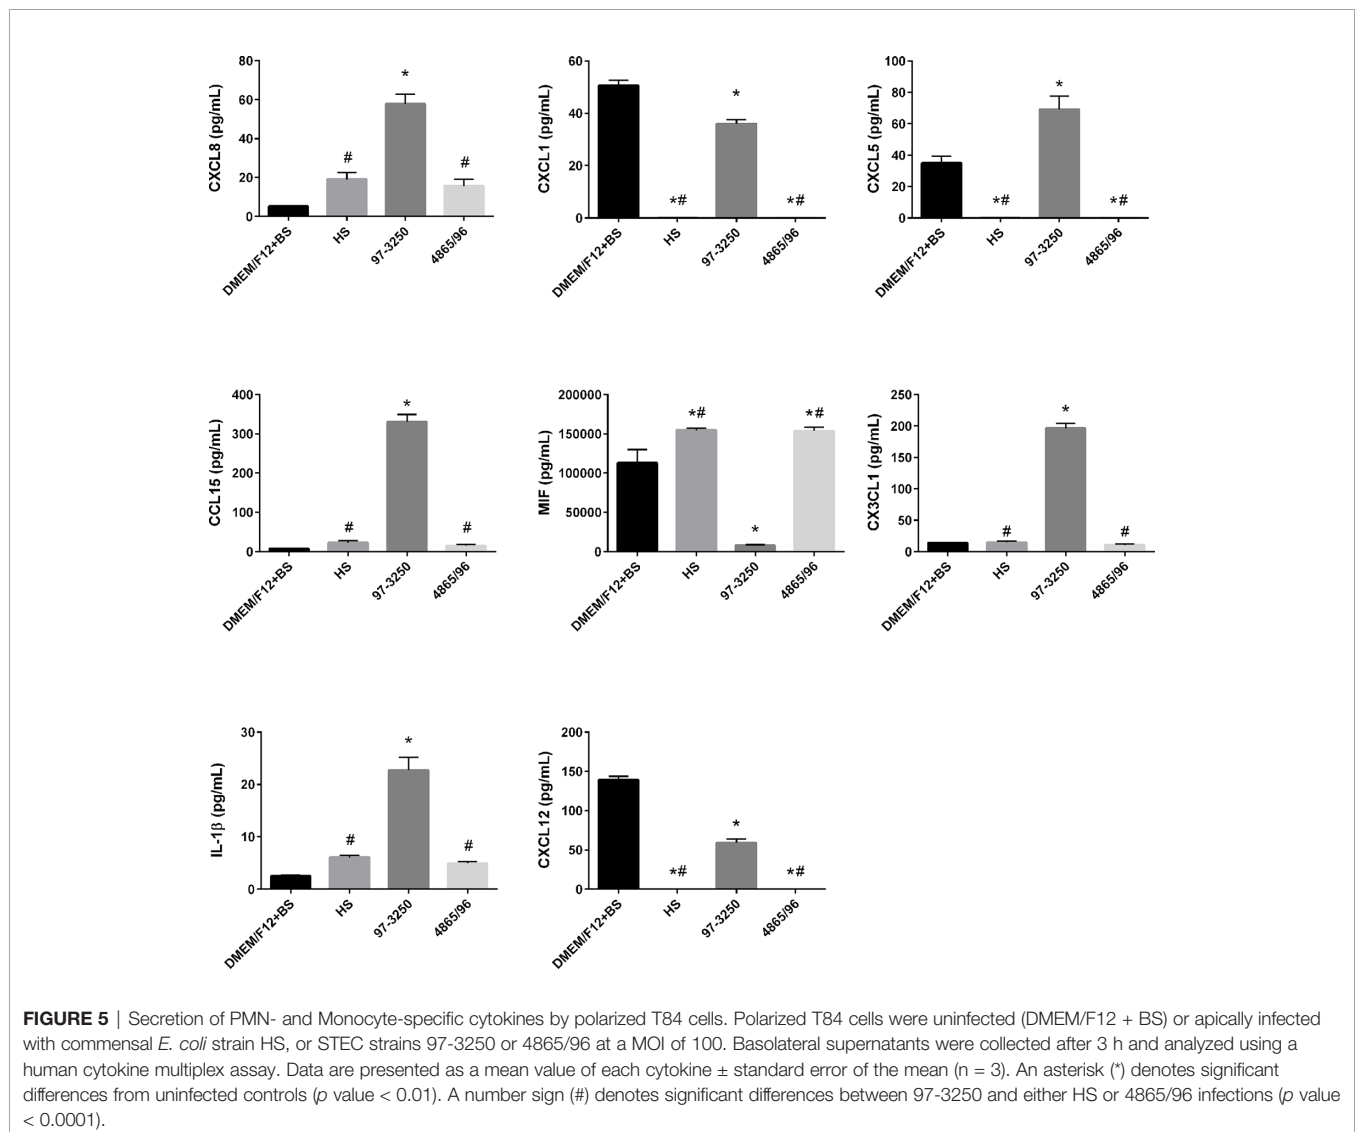 CXCL8 (pg/mL)
80
60
40
20
0
#
*
#
DMEM/F12+BS
HS
97-3250
4865/96
CXCL1 (pg/mL)
60
40
20
0
*#
*
*#
DMEM/F12+BS
HS
97-3250
4865/96
CXCL5 (pg/mL)
100
80
60
40
20
0
*#
*
*#
DMEM/F12+BS
HS
97-3250
4865/96
CCL15 (pg/mL)
400
300
200
100
0
#
*
#
DMEM/F12+BS
HS
97-3250
4865/96
MIF (pg/mL)
200000
150000
100000
50000
0
*#
*
*#
DMEM/F12+BS
HS
97-3250
4865/96
CX3CL1 (pg/mL)
250
200
150
100
50
0
#
*
#
DMEM/F12+BS
HS
97-3250
4865/96
IL-1β (pg/mL)
30
20
10
0
#
*
#
DMEM/F12+BS
HS
97-3250
4865/96
CXCL12 (pg/mL)
200
150
100
50
0
*#
*
*#
DMEM/F12+BS
HS
97-3250
4865/96
FIGURE 5 | Secretion of PMN- and Monocyte-specific cytokines by polarized T84 cells. Polarized T84 cells were uninfected (DMEM/F12 + BS) or apically infected
with commensal E. coli strain HS, or STEC strains 97-3250 or 4865/96 at a MOI of 100. Basolateral supernatants were collected after 3 h and analyzed using a
human cytokine multiplex assay. Data are presented as a mean value of each cytokine ± standard error of the mean (n = 3). An asterisk (*) denotes significant
differences from uninfected controls (p value < 0.01). A number sign (#) denotes significant differences between 97-3250 and either HS or 4865/96 infections (p value
< 0.0001).